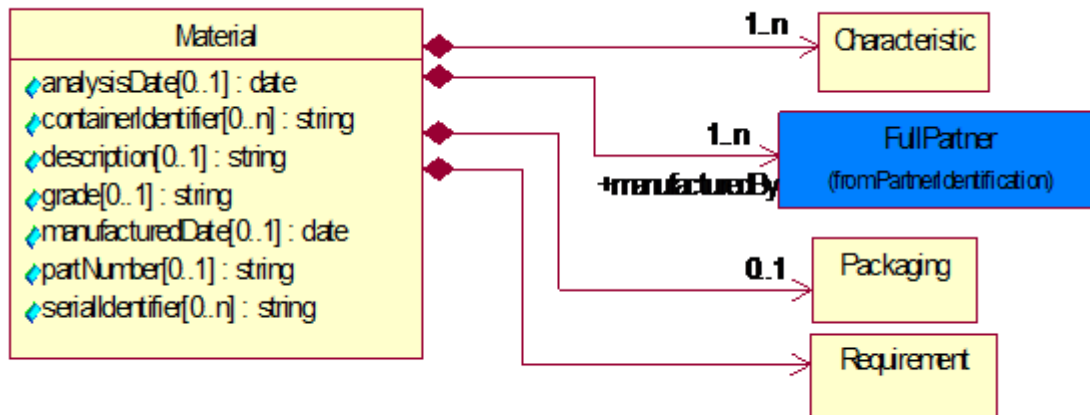 Material
analysisDate[0..1] : date
containerIdentifier[0..n] : string
description[0..1] : string
grade[0..1] : string
manufacturedDate[0..1] : date
partNumber[0..1] : string
serialIdentifier[0..n] : string
1..n
Characteristic
1..n
+manufacturedBy
FullPartner
(fromPartnerIdentification)
0..1
Packaging
Requirement